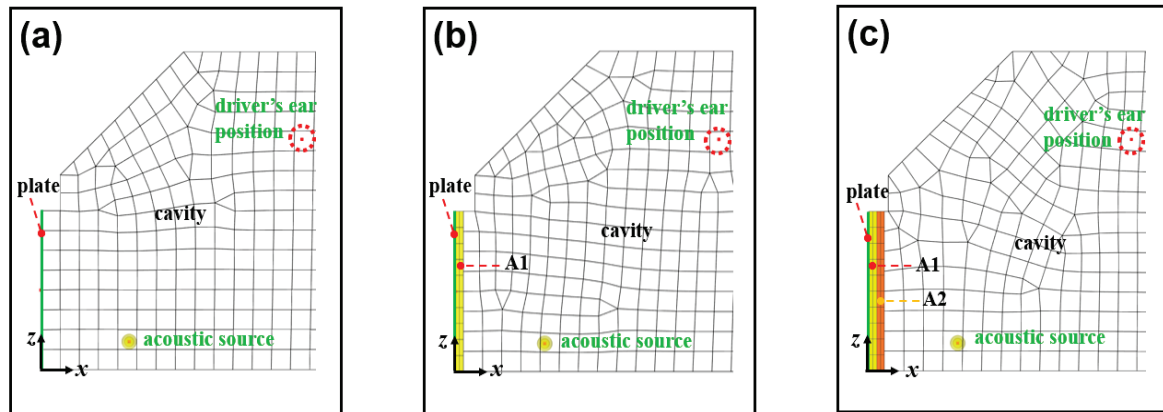 (a)
driver's ear
position
plate
cavity
z
acoustic source
x
(b)
driver's ear
position
plate
cavity
A1
z
acoustic source
x
(c)
driver's ear
position
plate
cavity
A1
A2
acoustic source
z
x